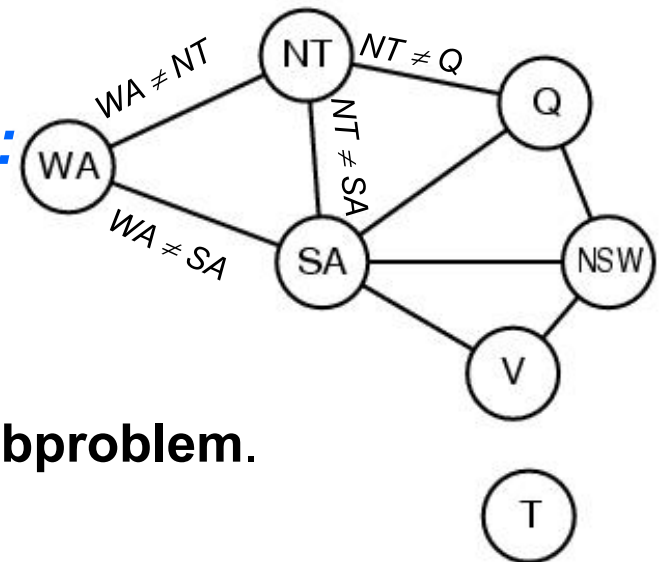 NT
NT ≠ Q
WA ≠ NT
Q
:
NT ≠ SA
WA
WA ≠ SA
SA
NSW
V
bproblem.
T